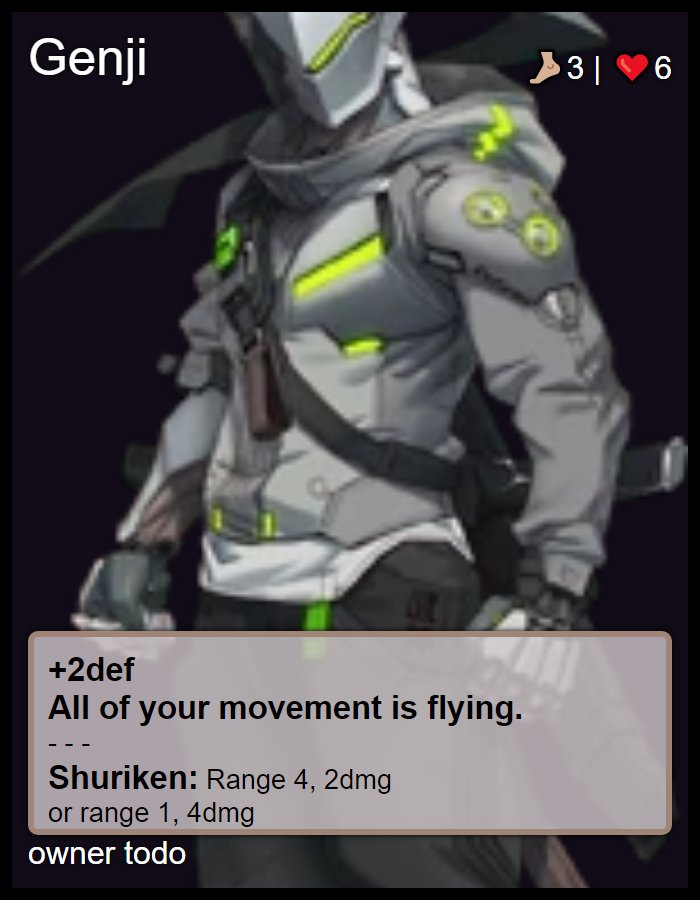 Genji
🦶🏼3 | ❤️6
+2def
All of your movement is flying.
- - -
Shuriken: Range 4, 2dmg
or range 1, 4dmg
owner todo